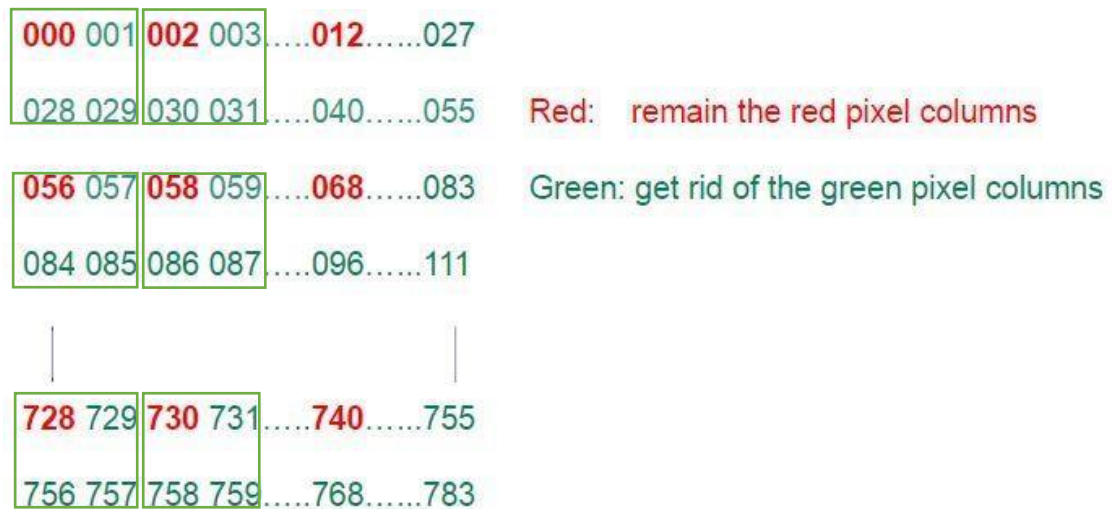 000 001 002 003.....012......027
028 029 030 031.....040......055
Red: remain the red pixel columns
056 057 058 059.....068......083
Green: get rid of the green pixel columns
084 085 086 087.....096......111
728 729 730 731.....740......755
756 757 758 759.....768......783